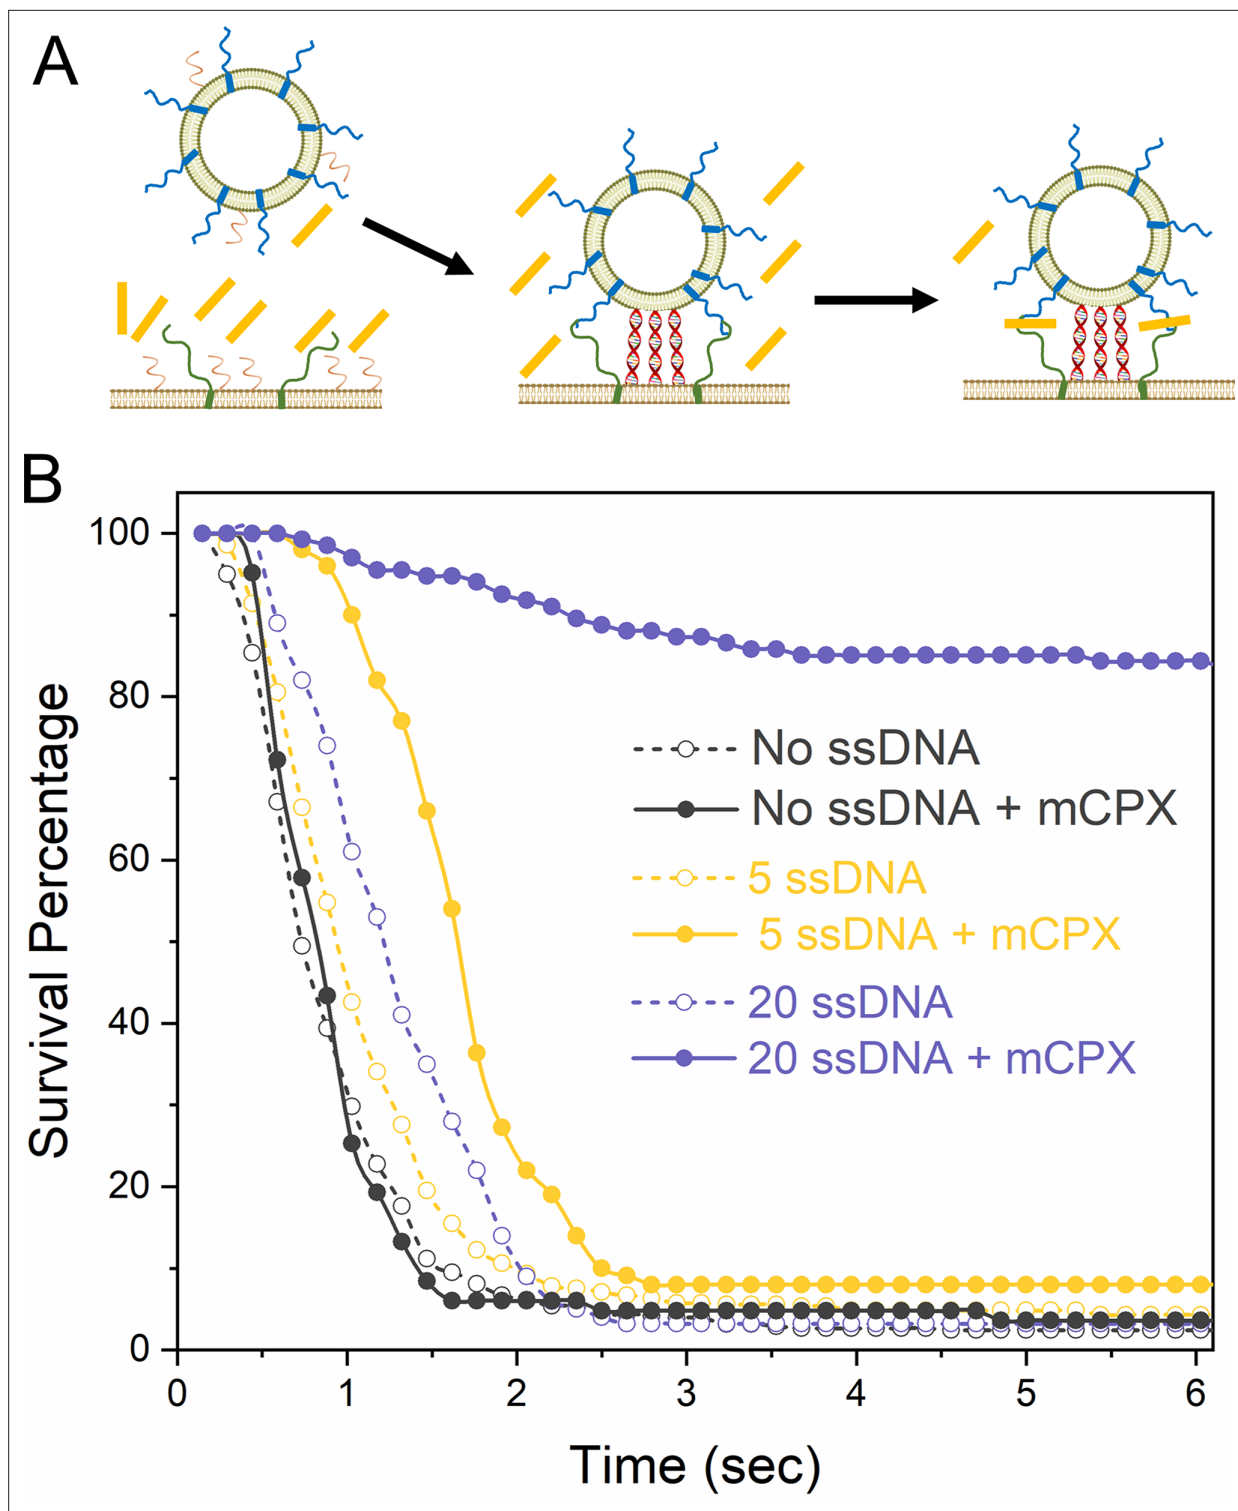 A
B
Survival Percentage
100
80
60
40
20
0
No ssDNA
No ssDNA + mCPX
5 ssDNA
5 ssDNA + mCPX
20 ssDNA
20 ssDNA + mCPX
0 1 2 3 4 5 6
Time (sec)